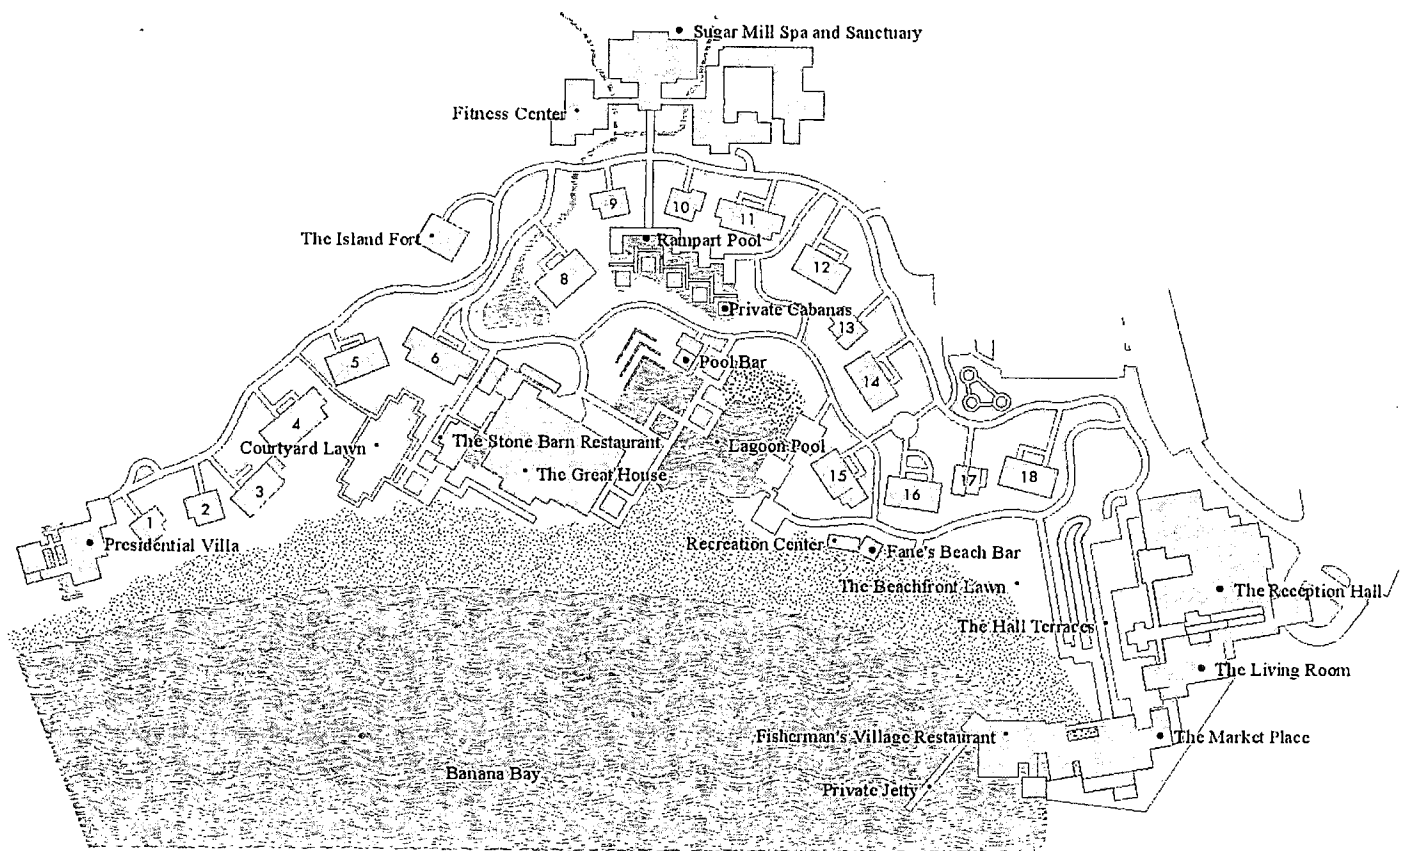 Sugar Mill Spa and Sanctuary
Fitness Center
9
10
11
The Island Fort
Rampart Pool
12
8
Private Cabanas
13
5
6
Pool Bar
14
4
Courtyard Lawn
The Stone Barn Restaurant
Lagoon Pool
The Great House
15
16
17
18
3
2
1
Presidential Villa
Recreation Center
Fane's Beach Bar
The Beachfront Lawn
The Reception Hall
The Hall Terraces
The Living Room
Fisherman's Village Restaurant
The Market Place
Banana Bay
Private Jetty